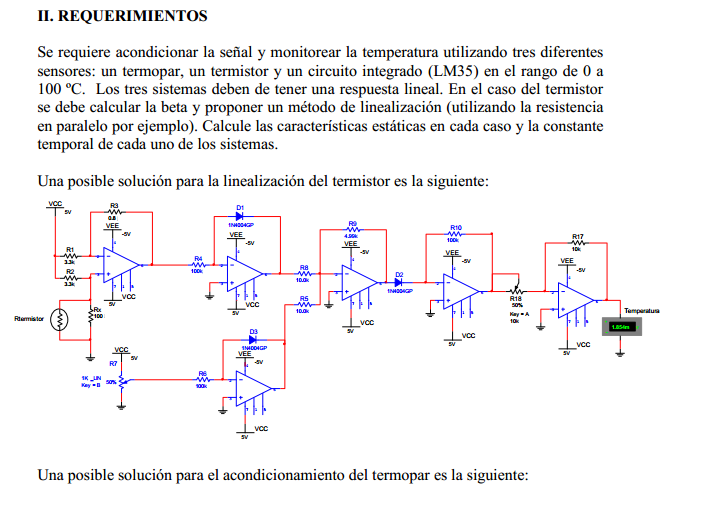 II. REQUERIMIENTOS
Se requiere acondicionar la señal y monitorear la temperatura utilizando tres diferentes
sensores: un termopar, un termistor y un circuito integrado (LM35) en el rango de 0 a
100 ºC. Los tres sistemas deben de tener una respuesta lineal. En el caso del termistor
se debe calcular la beta y proponer un método de linealización (utilizando la resistencia
en paralelo por ejemplo). Calcule las características estáticas en cada caso y la constante
temporal de cada uno de los sistemas.
Una posible solución para la linealización del termistor es la siguiente:
VCC
5V
R3
0.8
VEE
-5V
R1
3.3k
R2
3.3k
VCC
5V
Rx
100
Rtermistor
VCC
5V
R7
1K_LIN
Key = B
50%
D1
1N4004GP
VEE
-5V
R4
100k
VCC
5V
D3
1N4004GP
VEE
-5V
R6
100k
VCC
5V
R8
10.0k
R5
10.0k
R9
4.99k
VEE
-5V
VCC
5V
D2
1N4004GP
R10
100k
VEE
-5V
VCC
5V
R18
50%
Key = A
10k
R17
10k
VEE
-5V
VCC
5V
Temperatura
Una posible solución para el acondicionamiento del termopar es la siguiente: